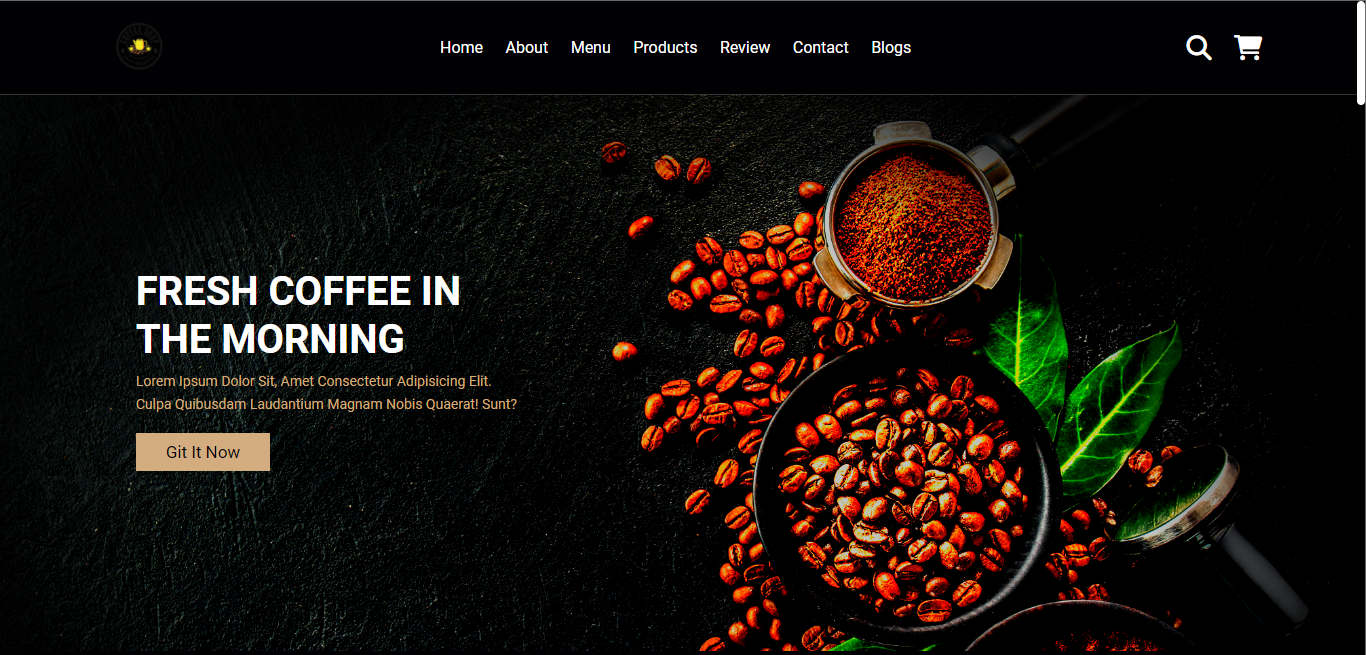 Home About Menu Products Review Contact Blogs
FRESH COFFEE IN
THE MORNING
Lorem Ipsum Dolor Sit, Amet Consectetur Adipisicing Elit.
Culpa Quibusdam Laudantium Magnam Nobis Quaerat! Sunt?
Git It Now